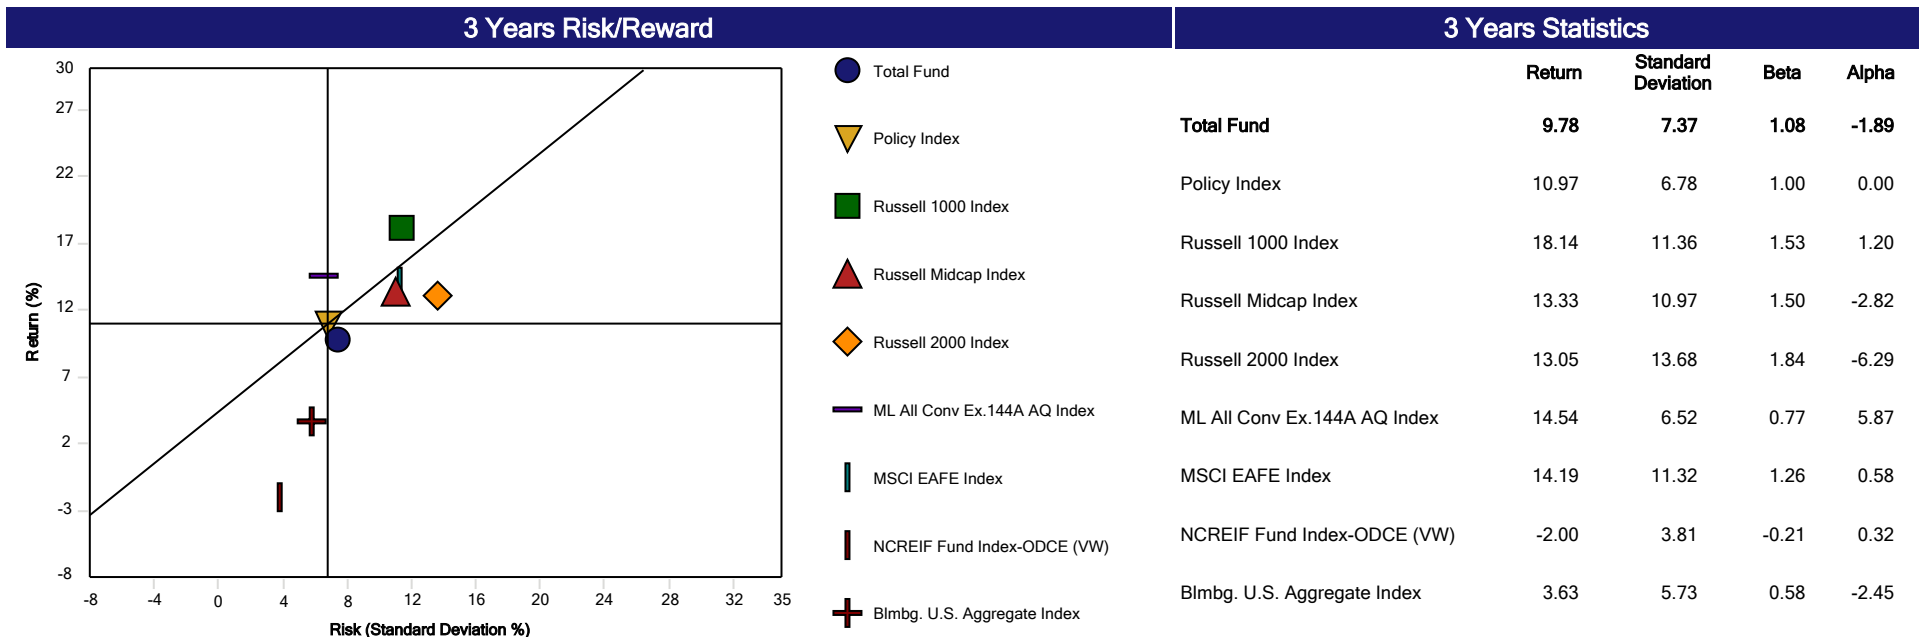 3 Years Risk/Reward
30
27
22
17
12
7
2
-3
-8
Return (%)
-8 -4 0 4 8 12 16 20 24 28 32 35
Risk (Standard Deviation %)
Total Fund
Policy Index
Russell 1000 Index
Russell Midcap Index
Russell 2000 Index
ML All Conv Ex.144A AQ Index
MSCI EAFE Index
NCREIF Fund Index-ODCE (VW)
Blmbg. U.S. Aggregate Index
3 Years Statistics
Return Standard Deviation Beta Alpha
Total Fund 9.78 7.37 1.08 -1.89
Policy Index 10.97 6.78 1.00 0.00
Russell 1000 Index 18.14 11.36 1.53 1.20
Russell Midcap Index 13.33 10.97 1.50 -2.82
Russell 2000 Index 13.05 13.68 1.84 -6.29
ML All Conv Ex.144A AQ Index 14.54 6.52 0.77 5.87
MSCI EAFE Index 14.19 11.32 1.26 0.58
NCREIF Fund Index-ODCE (VW) -2.00 3.81 -0.21 0.32
Blmbg. U.S. Aggregate Index 3.63 5.73 0.58 -2.45